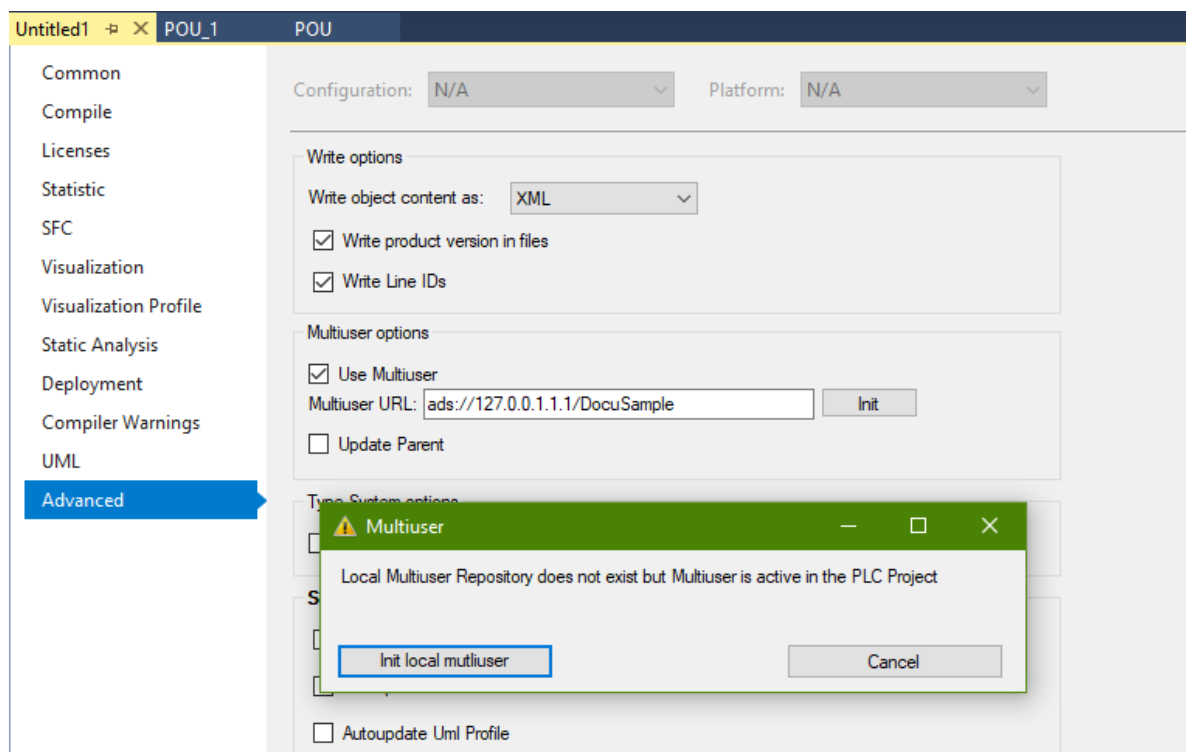 Untitled1 POU_1 POU
Common
Compile
Licenses
Statistic
SFC
Visualization
Visualization Profile
Static Analysis
Deployment
Compiler Warnings
UML
Advanced
Configuration: N/A Platform: N/A
Write options
Write object content as: XML
Write product version in files
Write Line IDs
Multiuser options
Use Multiuser
Multiuser URL: ads://127.0.0.1.1.1/DocuSample Init
Update Parent
Multiuser
Local Multiuser Repository does not exist but Multiuser is active in the PLC Project
Init local mutliuser Cancel
Autoupdate Uml Profile